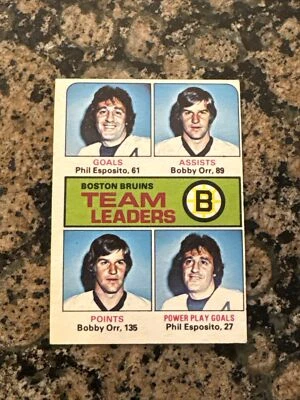 GOALS
Phil Esposito, 61
ASSISTS
Bobby Orr, 89
BOSTON BRUINS
TEAM
LEADERS
B
POINTS
Bobby Orr, 135
POWER PLAY GOALS
Phil Esposito, 27